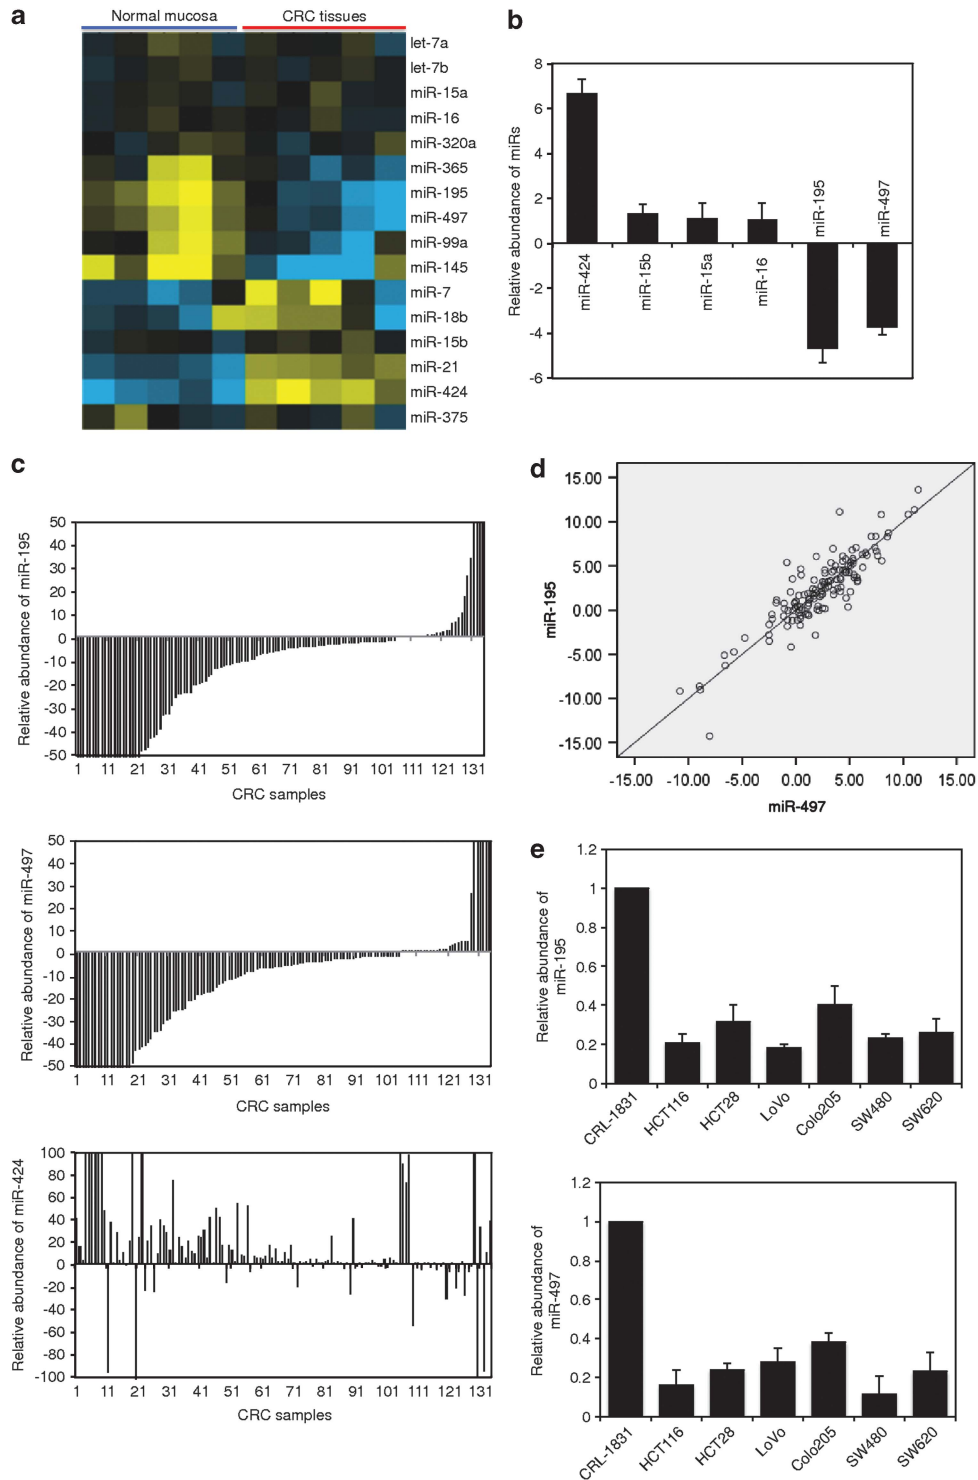 a
Normal mucosa
CRC tissues
let-7a
let-7b
miR-15a
miR-16
miR-320a
miR-365
miR-195
miR-497
miR-99a
miR-145
miR-7
miR-18b
miR-15b
miR-21
miR-424
miR-375
b
Relative abundance of miRs
8
6
4
2
0
-2
-4
-6
miR-424
miR-15b
miR-15a
miR-16
miR-195
miR-497
c
Relative abundance of miR-195
50
40
30
20
10
0
-10
-20
-30
-40
-50
1 11 21 31 41 51 61 71 81 91 101 111 121 131
CRC samples
Relative abundance of miR-497
50
40
30
20
10
0
-10
-20
-30
-40
-50
1 11 21 31 41 51 61 71 81 91 101 111 121 131
CRC samples
Relative abundance of miR-424
100
80
60
40
20
0
-20
-40
-60
-80
-100
1 11 21 31 41 51 61 71 81 91 101 111 121 131
CRC samples
d
miR-195
15.00
10.00
5.00
0.00
-5.00
-10.00
-15.00
-15.00 -10.00 -5.00 0.00 5.00 10.00 15.00
miR-497
e
Relative abundance of
miR-195
1.2
1
0.8
0.6
0.4
0.2
0
CRL-1831
HCT116
HCT28
LoVo
Colo205
SW480
SW620
Relative abundance of
miR-497
1.2
1
0.8
0.6
0.4
0.2
0
CRL-1831
HCT116
HCT28
LoVo
Colo205
SW480
SW620